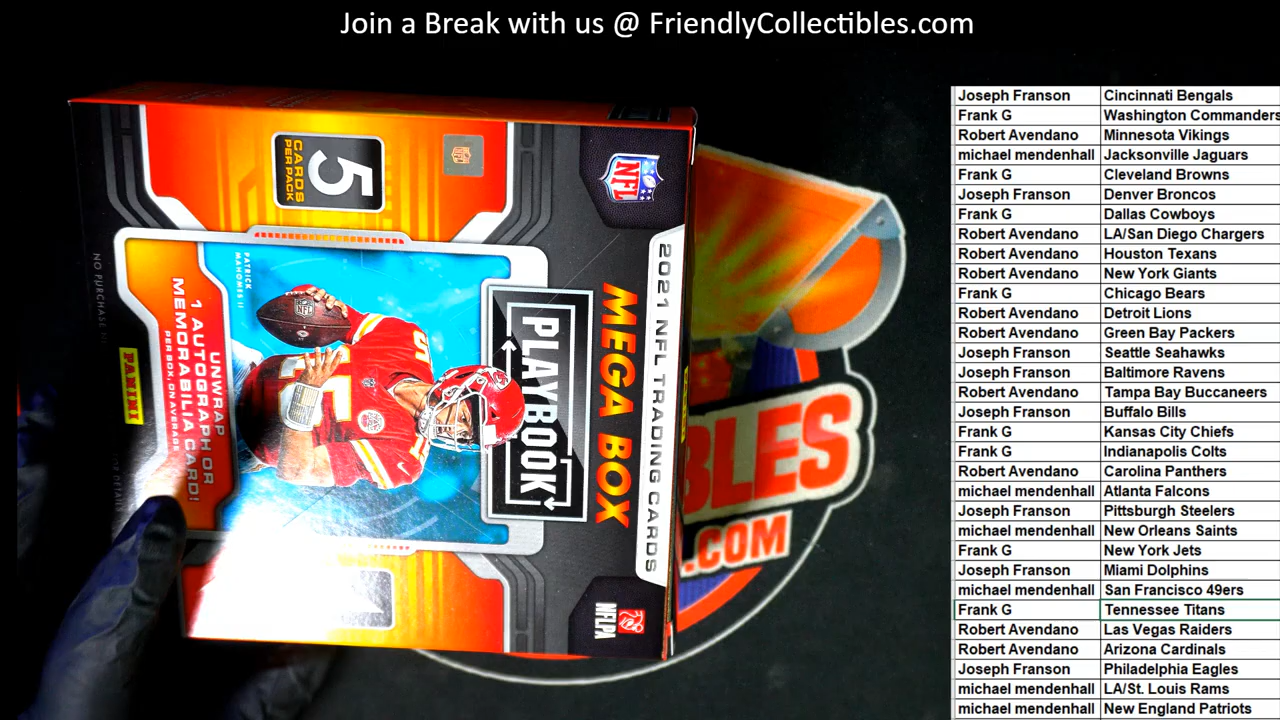 Join a Break with us @ FriendlyCollectibles.com
2021 NFL TRADING CARDS
MEGA BOX
PLAYBOOK
NFL
NFLPA
5
CARDS
PER PACK
PATRICK
MAHOMES II
UNWRAP
1 AUTOGRAPH OR
MEMORABILIA CARD!
PER BOX, ON AVERAGE
PANINI
NO PURCHASE
BLES
.COM
Joseph Franson Cincinnati Bengals
Frank G Washington Commanders
Robert Avendano Minnesota Vikings
michael mendenhall Jacksonville Jaguars
Frank G Cleveland Browns
Joseph Franson Denver Broncos
Frank G Dallas Cowboys
Robert Avendano LA/San Diego Chargers
Robert Avendano Houston Texans
Robert Avendano New York Giants
Frank G Chicago Bears
Robert Avendano Detroit Lions
Robert Avendano Green Bay Packers
Joseph Franson Seattle Seahawks
Joseph Franson Baltimore Ravens
Robert Avendano Tampa Bay Buccaneers
Joseph Franson Buffalo Bills
Frank G Kansas City Chiefs
Frank G Indianapolis Colts
Robert Avendano Carolina Panthers
michael mendenhall Atlanta Falcons
Joseph Franson Pittsburgh Steelers
michael mendenhall New Orleans Saints
Frank G New York Jets
Joseph Franson Miami Dolphins
michael mendenhall San Francisco 49ers
Frank G Tennessee Titans
Robert Avendano Las Vegas Raiders
Robert Avendano Arizona Cardinals
Joseph Franson Philadelphia Eagles
michael mendenhall LA/St. Louis Rams
michael mendenhall New England Patriots